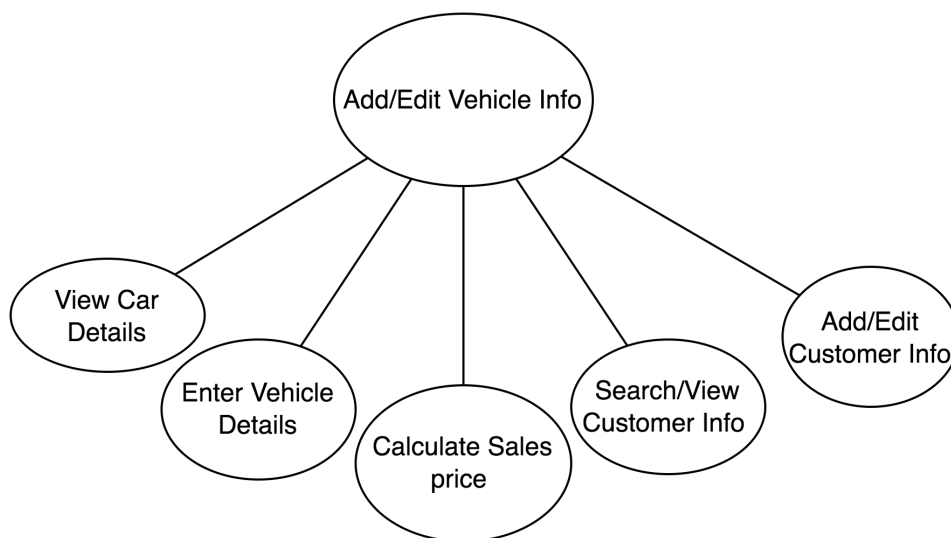 Add/Edit Vehicle Info
View Car
Details
Enter Vehicle
Details
Calculate Sales
price
Search/View
Customer Info
Add/Edit
Customer Info